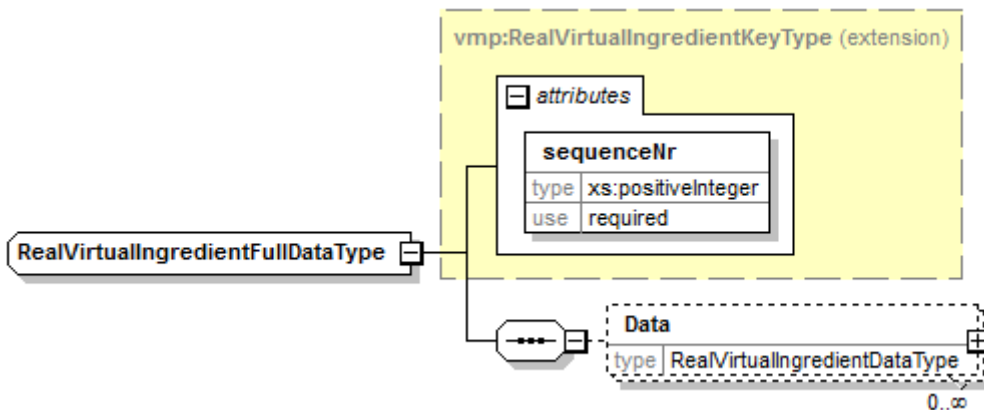 vmp:RealVirtualIngredientKeyType (extension)
attributes
sequenceNr
type xs:positiveInteger
use required
RealVirtualIngredientFullDataType
Data
type RealVirtualIngredientDataType
0..∞